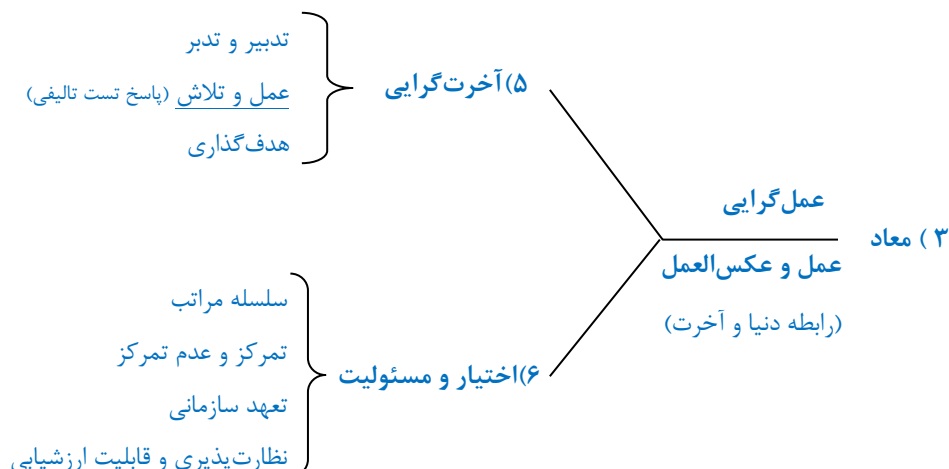 ۳ ) معاد
عمل‌گرایی
عمل و عکس‌العمل
(رابطه دنیا و آخرت)
۵)آخرت‌گرایی
تدبیر و تدبر
عمل و تلاش (پاسخ تست تالیفی)
هدف‌گذاری
۶)اختیار و مسئولیت
سلسله مراتب
تمرکز و عدم تمرکز
تعهد سازمانی
نظارت‌پذیری و قابلیت ارزشیابی